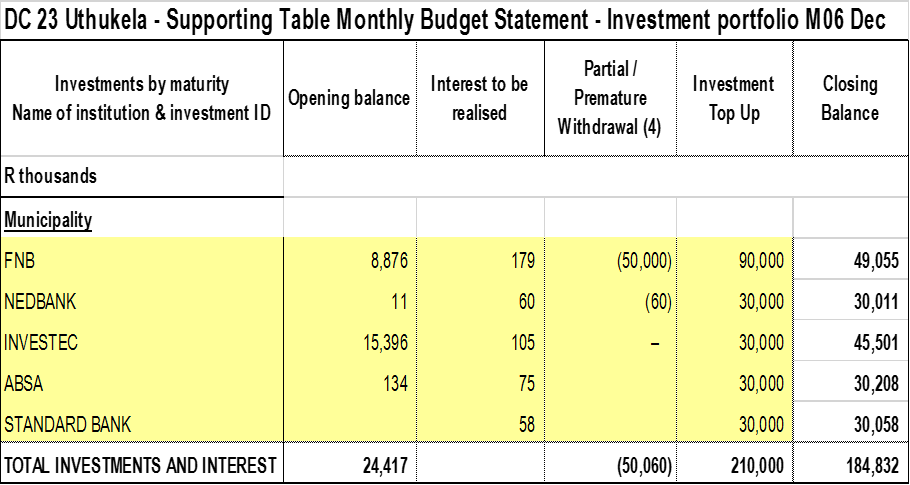 DC 23 Uthukela - Supporting Table Monthly Budget Statement - Investment portfolio M06 Dec
Investments by maturity
Name of institution & investment ID
Opening balance
Interest to be
realised
Partial /
Premature
Withdrawal (4)
Investment
Top Up
Closing
Balance
R thousands
Municipality
FNB 8,876 179 (50,000) 90,000 49,055
NEDBANK 11 60 (60) 30,000 30,011
INVESTEC 15,396 105 – 30,000 45,501
ABSA 134 75 30,000 30,208
STANDARD BANK 58 30,000 30,058
TOTAL INVESTMENTS AND INTEREST 24,417 (50,060) 210,000 184,832